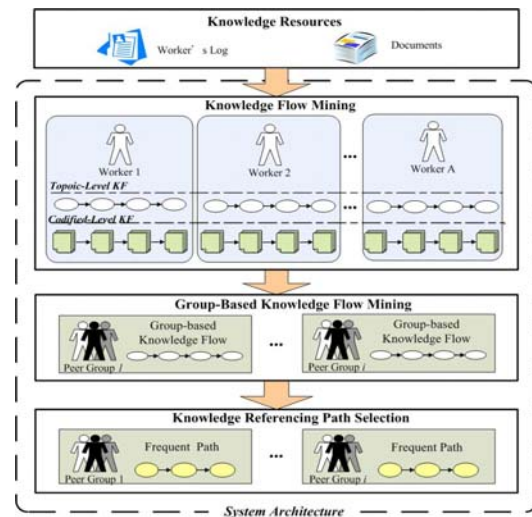 Knowledge Resources
Worker's Log
Documents
Knowledge Flow Mining
Worker 1
Worker 2
...
Worker A
Topoic-Level KF
...
Codified-Level KF
Group-Based Knowledge Flow Mining
Group-based
Knowledge Flow
Peer Group 1
...
Group-based
Knowledge Flow
Peer Group i
Knowledge Referencing Path Selection
Frequent Path
Peer Group 1
...
Frequent Path
Peer Group i
System Architecture